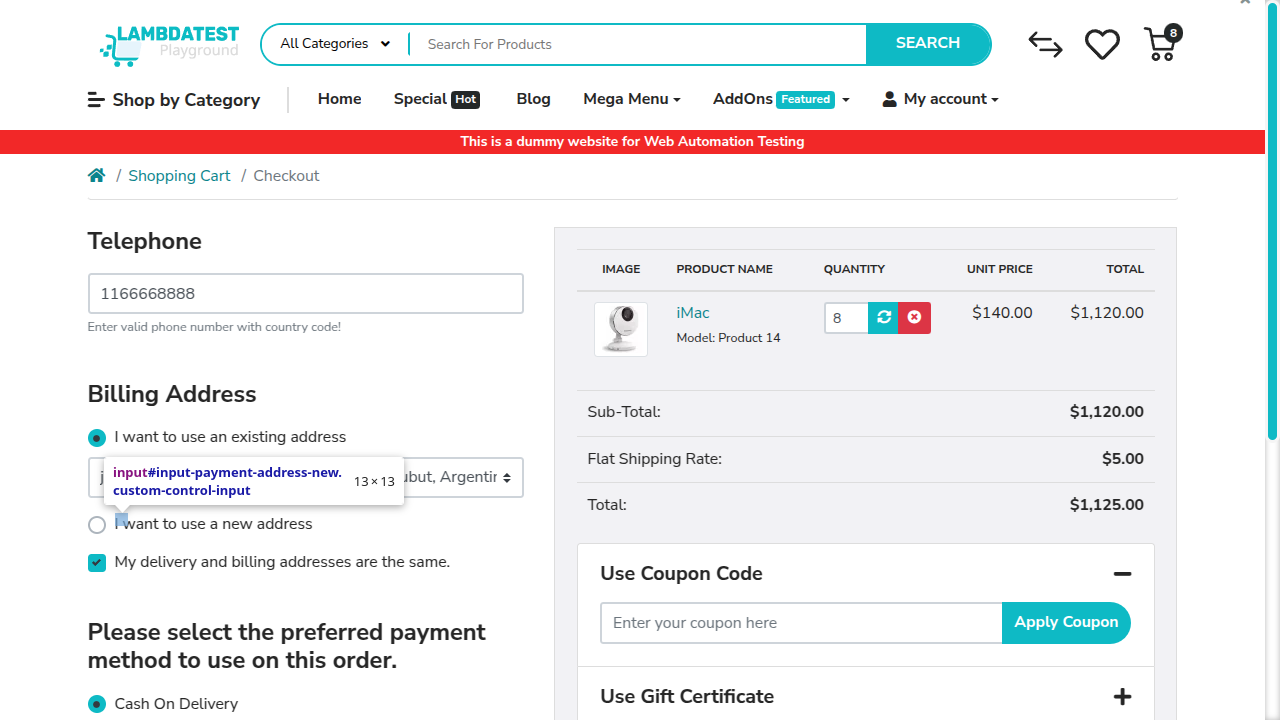 LAMBDATEST
Playground
All Categories
Search For Products
SEARCH
8
Shop by Category
Home
Special Hot
Blog
Mega Menu
AddOns Featured
My account
This is a dummy website for Web Automation Testing
/ Shopping Cart / Checkout
Telephone
1166668888
Enter valid phone number with country code!
Billing Address
I want to use an existing address
input#input-payment-address-new.
custom-control-input
13 × 13
I want to use a new address
My delivery and billing addresses are the same.
Please select the preferred payment
method to use on this order.
Cash On Delivery
IMAGE PRODUCT NAME QUANTITY UNIT PRICE TOTAL
iMac 8 $140.00 $1,120.00
Model: Product 14
Sub-Total: $1,120.00
Flat Shipping Rate: $5.00
Total: $1,125.00
Use Coupon Code
Enter your coupon here Apply Coupon
Use Gift Certificate